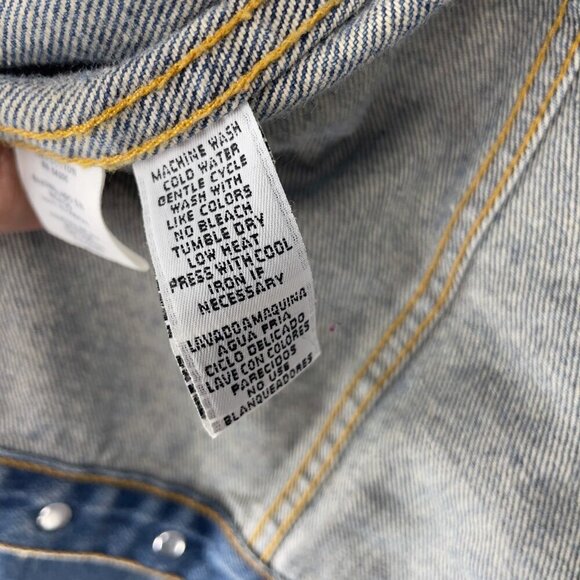 MACHINE WASH
COLD WATER
GENTLE CYCLE
WASH WITH
LIKE COLORS
NO BLEACH
TUMBLE DRY
LOW HEAT
PRESS WITH COOL
IRON IF
NECESSARY
LAVADO A MAQUINA
AGUA FRIA
CICLO DELICADO
LAVE CON COLORES
PARECIDOS
NO USE
BLANQUEADORES